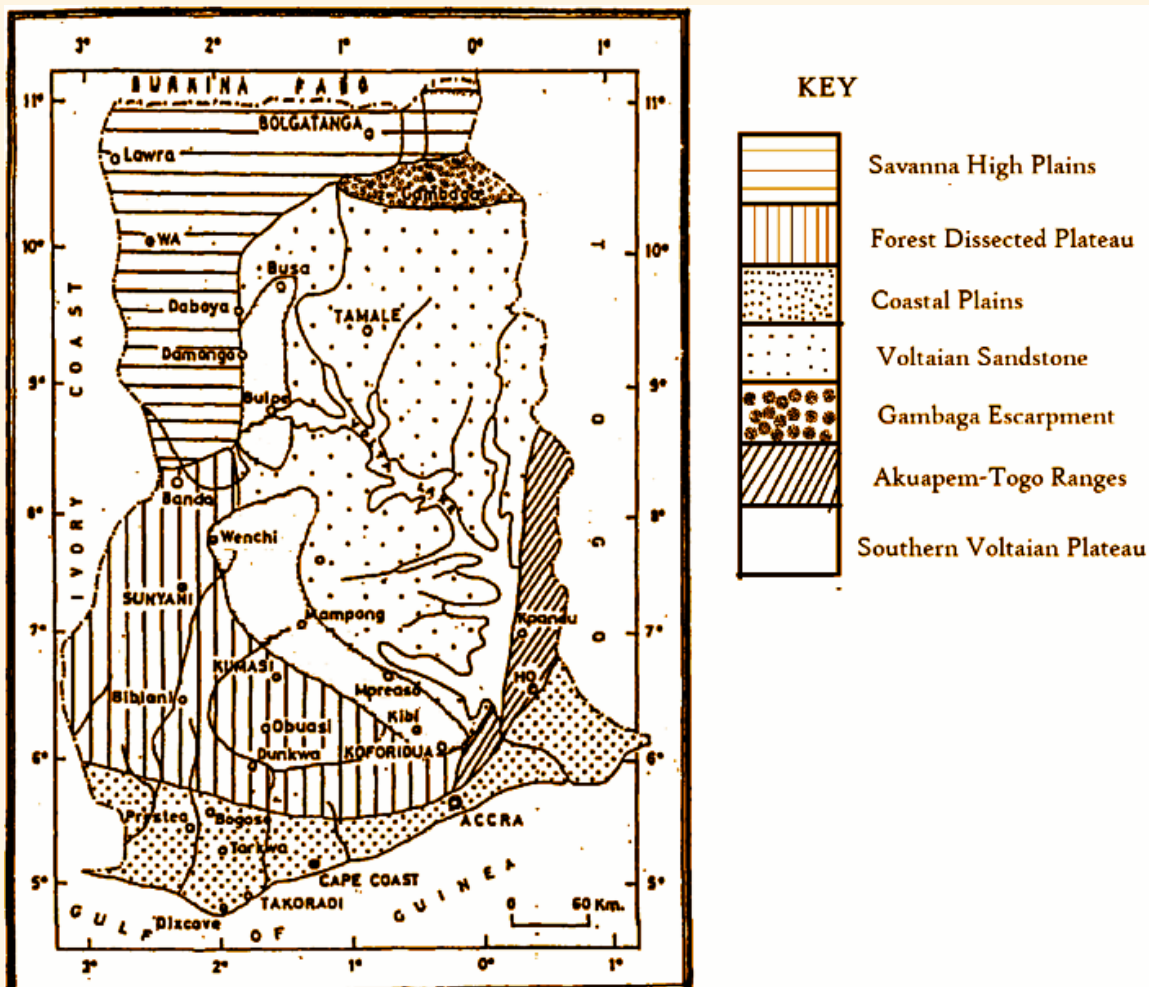 3° 2° 1° 0° 1°
BURKINA FASO
11° 11°
BOLGATANGA
Lawra
Gambaga
WA
10° 10°
Busa
Daboya
TAMALE
Damongo
9° 9°
Bulpe
VOLTA LAKE
Banda
8° 8°
Wenchi
SUNYANI
Mampong
7° 7°
Kpandu
KUMASI
Mpreaso
HO
Bibiani
Obuasi
Kibi
KOFORIDUA
Dunkwa
6° 6°
Prestea
Bogoso
ACCRA
Tarkwa
CAPE COAST
5° 5°
TAKORADI
Dixcove
GULF OF GUINEA
IVORY COAST
TOGO
0 60 Km.
3° 2° 1° 0° 1°
KEY
Savanna High Plains
Forest Dissected Plateau
Coastal Plains
Voltaian Sandstone
Gambaga Escarpment
Akuapem-Togo Ranges
Southern Voltaian Plateau